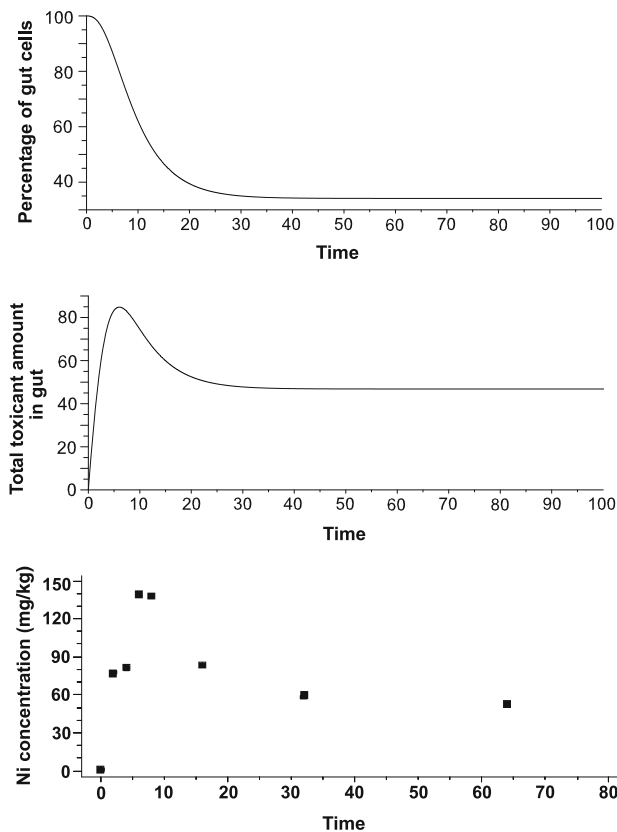 Percentage of gut cells
100
80
60
40
0 10 20 30 40 50 60 70 80 90 100
Time
Total toxicant amount
in gut
80
60
40
20
0
0 10 20 30 40 50 60 70 80 90 100
Time
Ni concentration (mg/kg)
150
120
90
60
30
0
0 10 20 30 40 50 60 70 80
Time